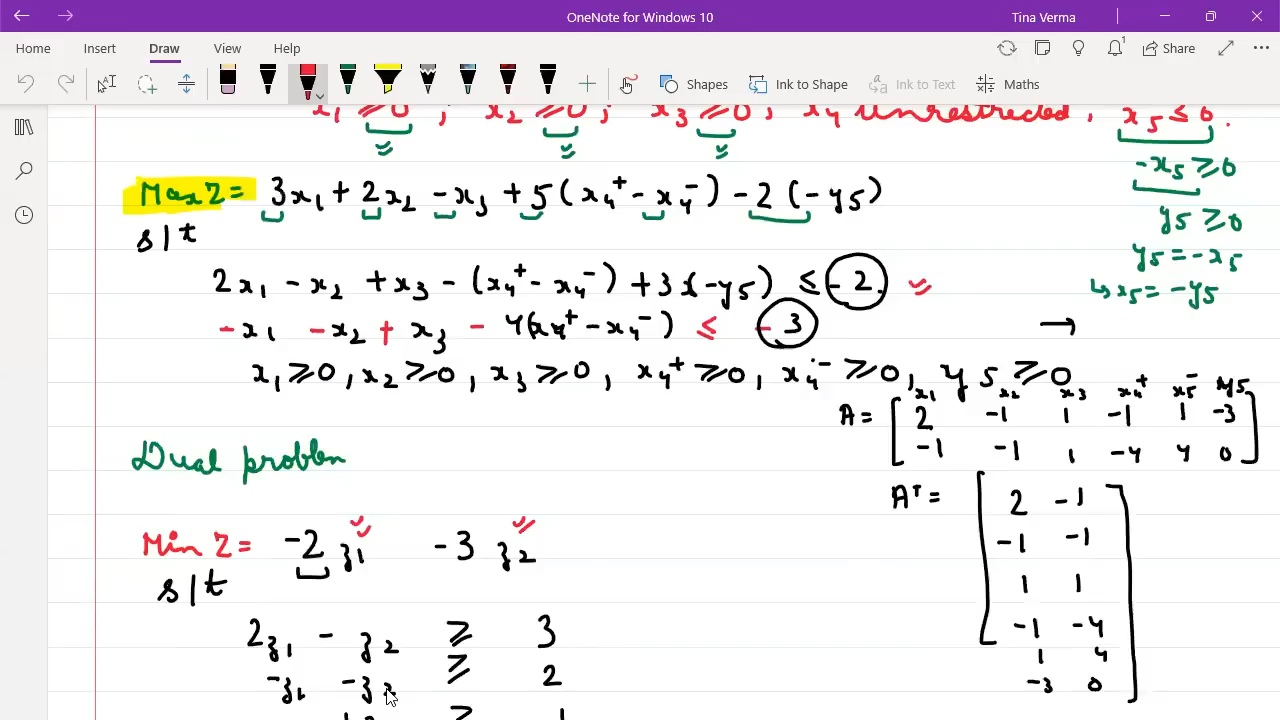 OneNote for Windows 10
Tina Verma
Home Insert Draw View Help
Share
Shapes Ink to Shape Ink to Text Maths
x1 ≥0, x2 ≥0, x3 ≥0, x4 unrestricted, x5 ≤ 0.
-x5 ≥0
y5 ≥0
y5 = -x5
↳ x5 = -y5
Max Z = 3x1 + 2x2 - x3 + 5(x4+ - x4-) - 2(-y5)
s/t
2x1 - x2 + x3 - (x4+ - x4-) + 3(-y5) ≤ -2
-x1 -x2 + x3 - 4(x4+ - x4-) ≤ -3
→
x1 ≥0, x2 ≥0, x3 ≥0, x4+ ≥0, x4- ≥0, y5 ≥0
x1 x2 x3 x4+ x5- y5
A = [ 2 -1 1 -1 1 -3
-1 -1 1 -4 4 0 ]
Dual problem
AT = [ 2 -1
-1 -1
1 1
-1 -4
1 4
-3 0 ]
Min Z = -2 z1 -3 z2
s/t
2z1 - z2 ≥ 3
-z1 -z2 ≥ 2